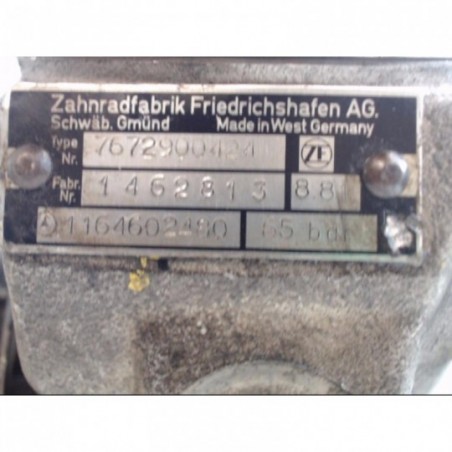 Zahnradfabrik Friedrichshafen AG.
Schwäb. Gmünd Made in West Germany
Type Nr. 7672900424 ZF
Fabr. Nr. 1462813 88
1164602480 65 bar